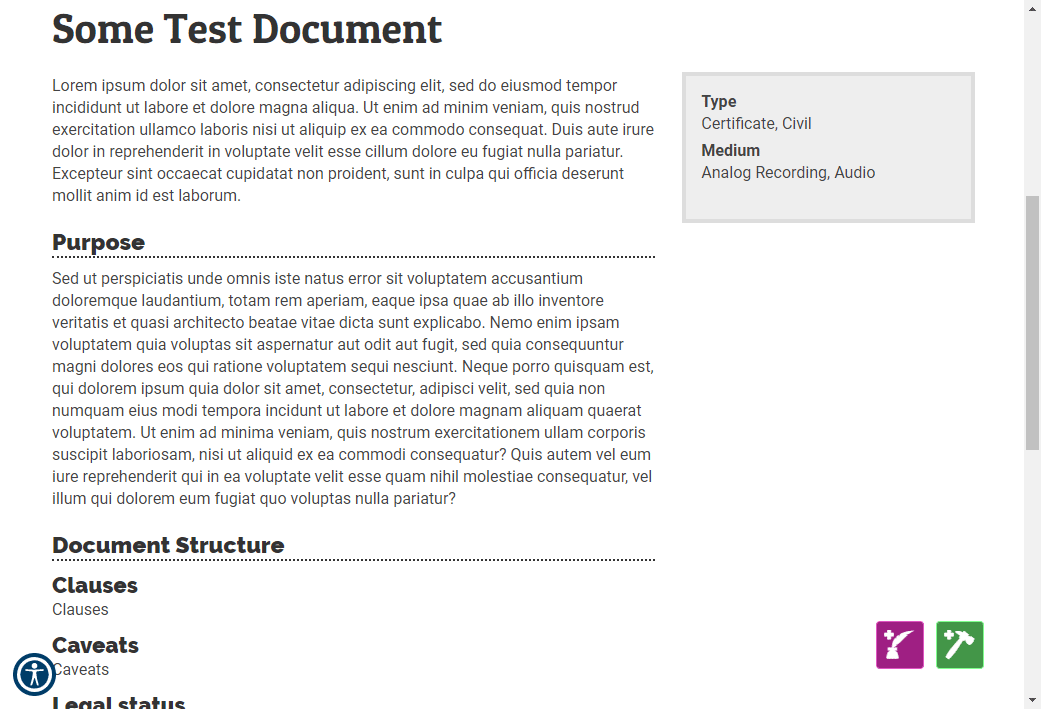 Some Test Document
Lorem ipsum dolor sit amet, consectetur adipiscing elit, sed do eiusmod tempor
incididunt ut labore et dolore magna aliqua. Ut enim ad minim veniam, quis nostrud
exercitation ullamco laboris nisi ut aliquip ex ea commodo consequat. Duis aute irure
dolor in reprehenderit in voluptate velit esse cillum dolore eu fugiat nulla pariatur.
Excepteur sint occaecat cupidatat non proident, sunt in culpa qui officia deserunt
mollit anim id est laborum.
Type
Certificate, Civil
Medium
Analog Recording, Audio
Purpose
Sed ut perspiciatis unde omnis iste natus error sit voluptatem accusantium
doloremque laudantium, totam rem aperiam, eaque ipsa quae ab illo inventore
veritatis et quasi architecto beatae vitae dicta sunt explicabo. Nemo enim ipsam
voluptatem quia voluptas sit aspernatur aut odit aut fugit, sed quia consequuntur
magni dolores eos qui ratione voluptatem sequi nesciunt. Neque porro quisquam est,
qui dolorem ipsum quia dolor sit amet, consectetur, adipisci velit, sed quia non
numquam eius modi tempora incidunt ut labore et dolore magnam aliquam quaerat
voluptatem. Ut enim ad minima veniam, quis nostrum exercitationem ullam corporis
suscipit laboriosam, nisi ut aliquid ex ea commodi consequatur? Quis autem vel eum
iure reprehenderit qui in ea voluptate velit esse quam nihil molestiae consequatur, vel
illum qui dolorem eum fugiat quo voluptas nulla pariatur?
Document Structure
Clauses
Clauses
Caveats
Caveats
Legal status